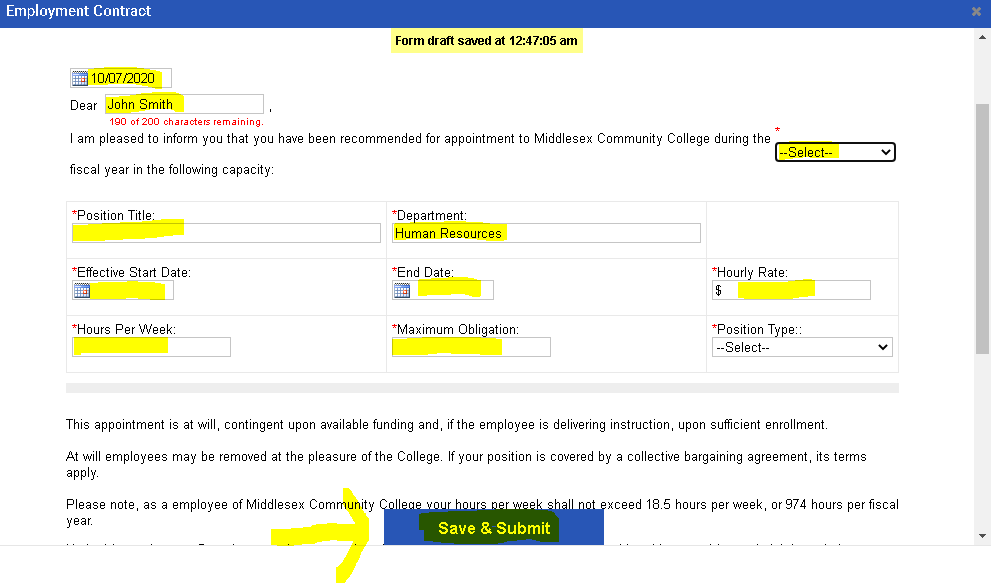 Employment Contract
Form draft saved at 12:47:05 am
10/07/2020
Dear John Smith ,
190 of 200 characters remaining.
I am pleased to inform you that you have been recommended for appointment to Middlesex Community College during the * --Select--
fiscal year in the following capacity:
*Position Title: *Department:
Human Resources
*Effective Start Date: *End Date: *Hourly Rate:
$
*Hours Per Week: *Maximum Obligation: *Position Type::
--Select--
This appointment is at will, contingent upon available funding and, if the employee is delivering instruction, upon sufficient enrollment.
At will employees may be removed at the pleasure of the College. If your position is covered by a collective bargaining agreement, its terms
apply.
Please note, as a employee of Middlesex Community College your hours per week shall not exceed 18.5 hours per week, or 974 hours per fiscal
year.
Save & Submit